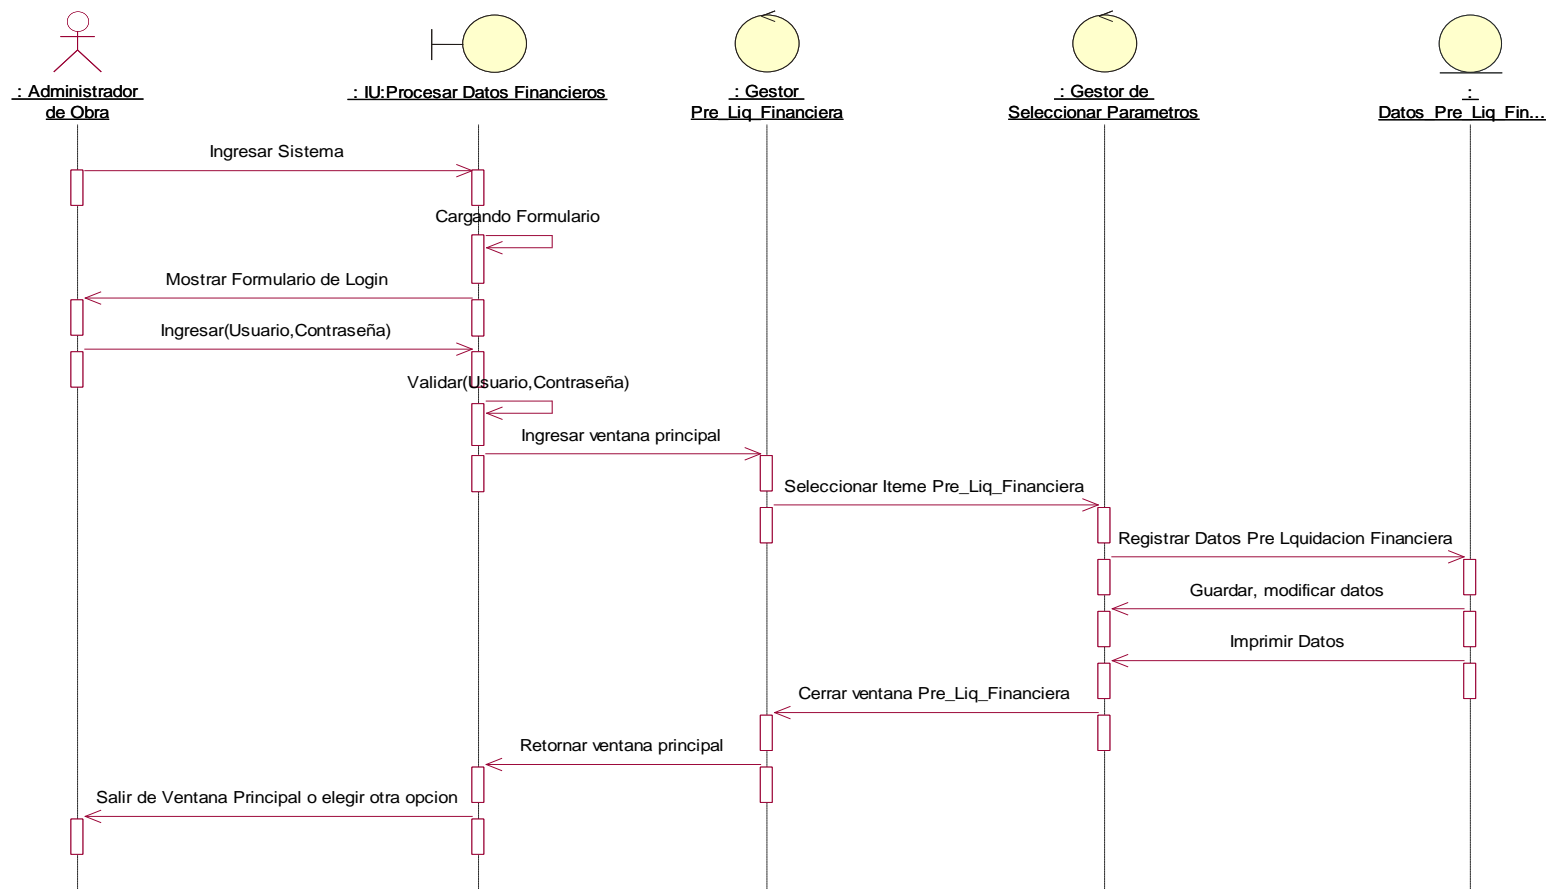 : Administrador
de Obra
: IU:Procesar Datos Financieros
: Gestor
Pre_Liq_Financiera
: Gestor de
Seleccionar Parametros
:
Datos_Pre_Liq_Fin...
Ingresar Sistema
Cargando Formulario
Mostrar Formulario de Login
Ingresar(Usuario,Contraseña)
Validar(Usuario,Contraseña)
Ingresar ventana principal
Seleccionar Iteme Pre_Liq_Financiera
Registrar Datos Pre Lquidacion Financiera
Guardar, modificar datos
Imprimir Datos
Cerrar ventana Pre_Liq_Financiera
Retornar ventana principal
Salir de Ventana Principal o elegir otra opcion